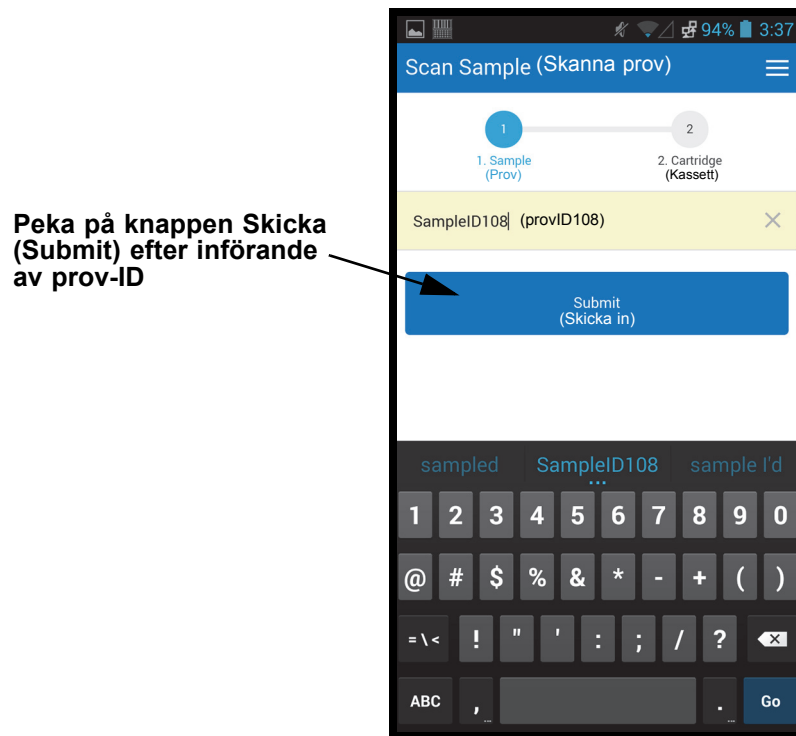 94% 3:37
Scan Sample (Skanna prov)
1 2
1. Sample 2. Cartridge
(Prov) (Kassett)
SampleID108 (provID108)
Peka på knappen Skicka
(Submit) efter införande
av prov-ID
Submit
(Skicka in)
sampled SampleID108 sample I'd
1 2 3 4 5 6 7 8 9 0
@ # $ % & * - + ( )
= \ < ! " ' : ; / ?
ABC , . Go